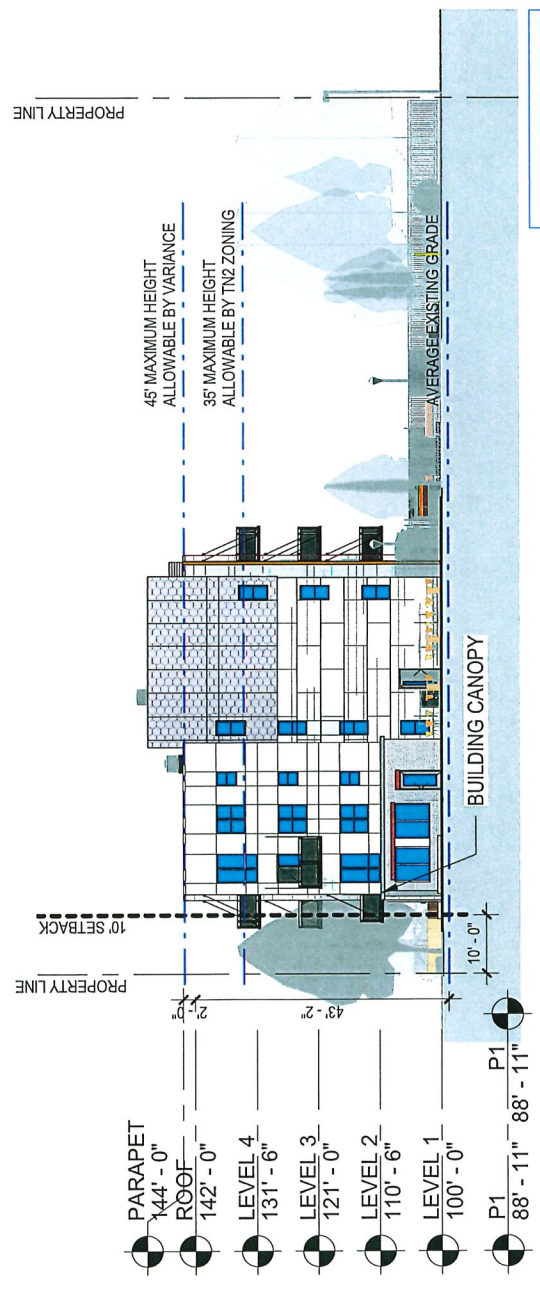 PROPERTY LINE
10' SETBACK
PROPERTY LINE
45' MAXIMUM HEIGHT
ALLOWABLE BY VARIANCE
35' MAXIMUM HEIGHT
ALLOWABLE BY TN2 ZONING
AVERAGE EXISTING GRADE
BUILDING CANOPY
10' - 0"
2' - 0"
43' - 2"
PARAPET
144' - 0"
ROOF
142' - 0"
LEVEL 4
131' - 6"
LEVEL 3
121' - 0"
LEVEL 2
110' - 6"
LEVEL 1
100' - 0"
P1
88' - 11"
P1
88' - 11"